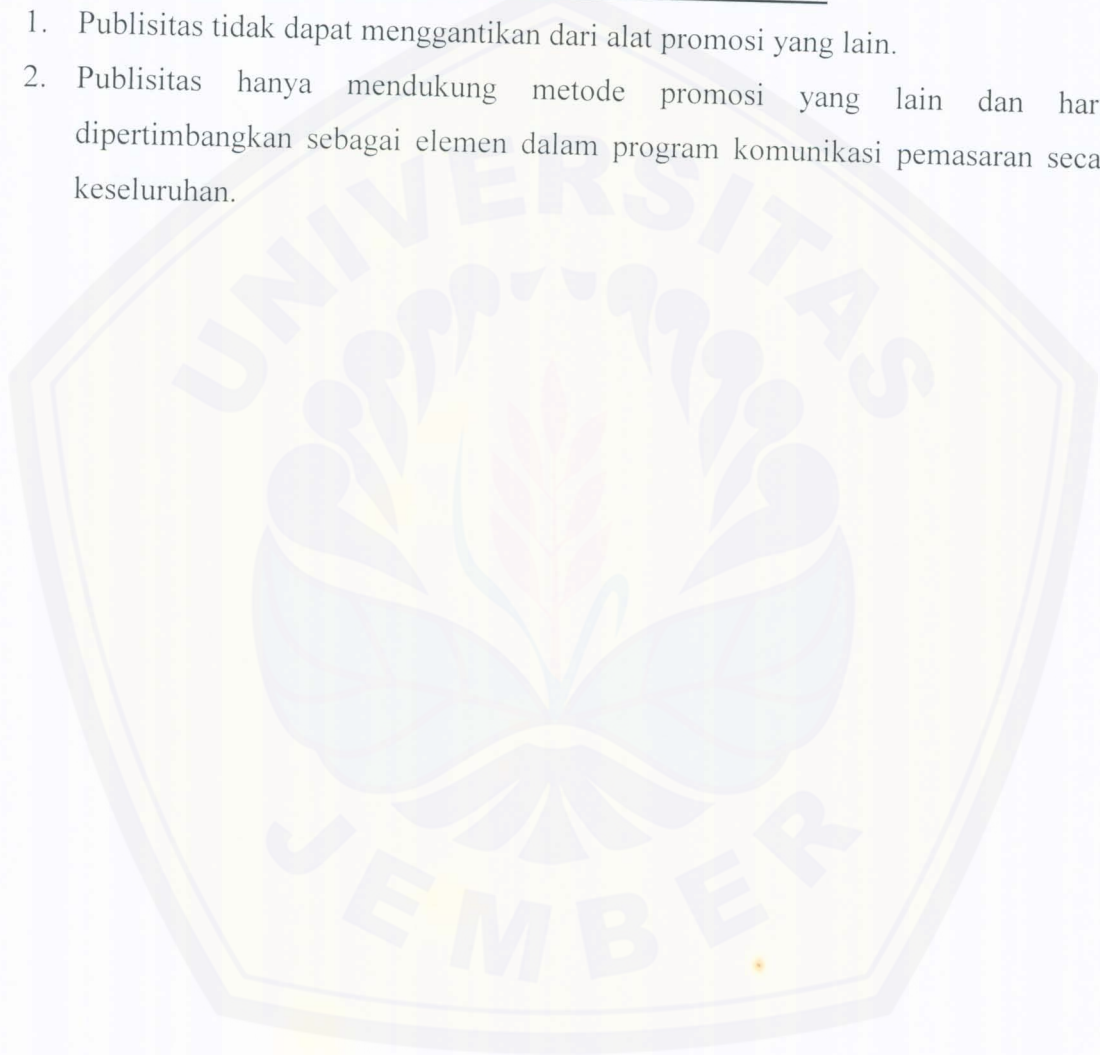 1. Publisitas tidak dapat menggantikan dari alat promosi yang lain.
2. Publisitas hanya mendukung metode promosi yang lain dan har
dipertimbangkan sebagai elemen dalam program komunikasi pemasaran seca
keseluruhan.
UNIVERSITAS
JEMBER